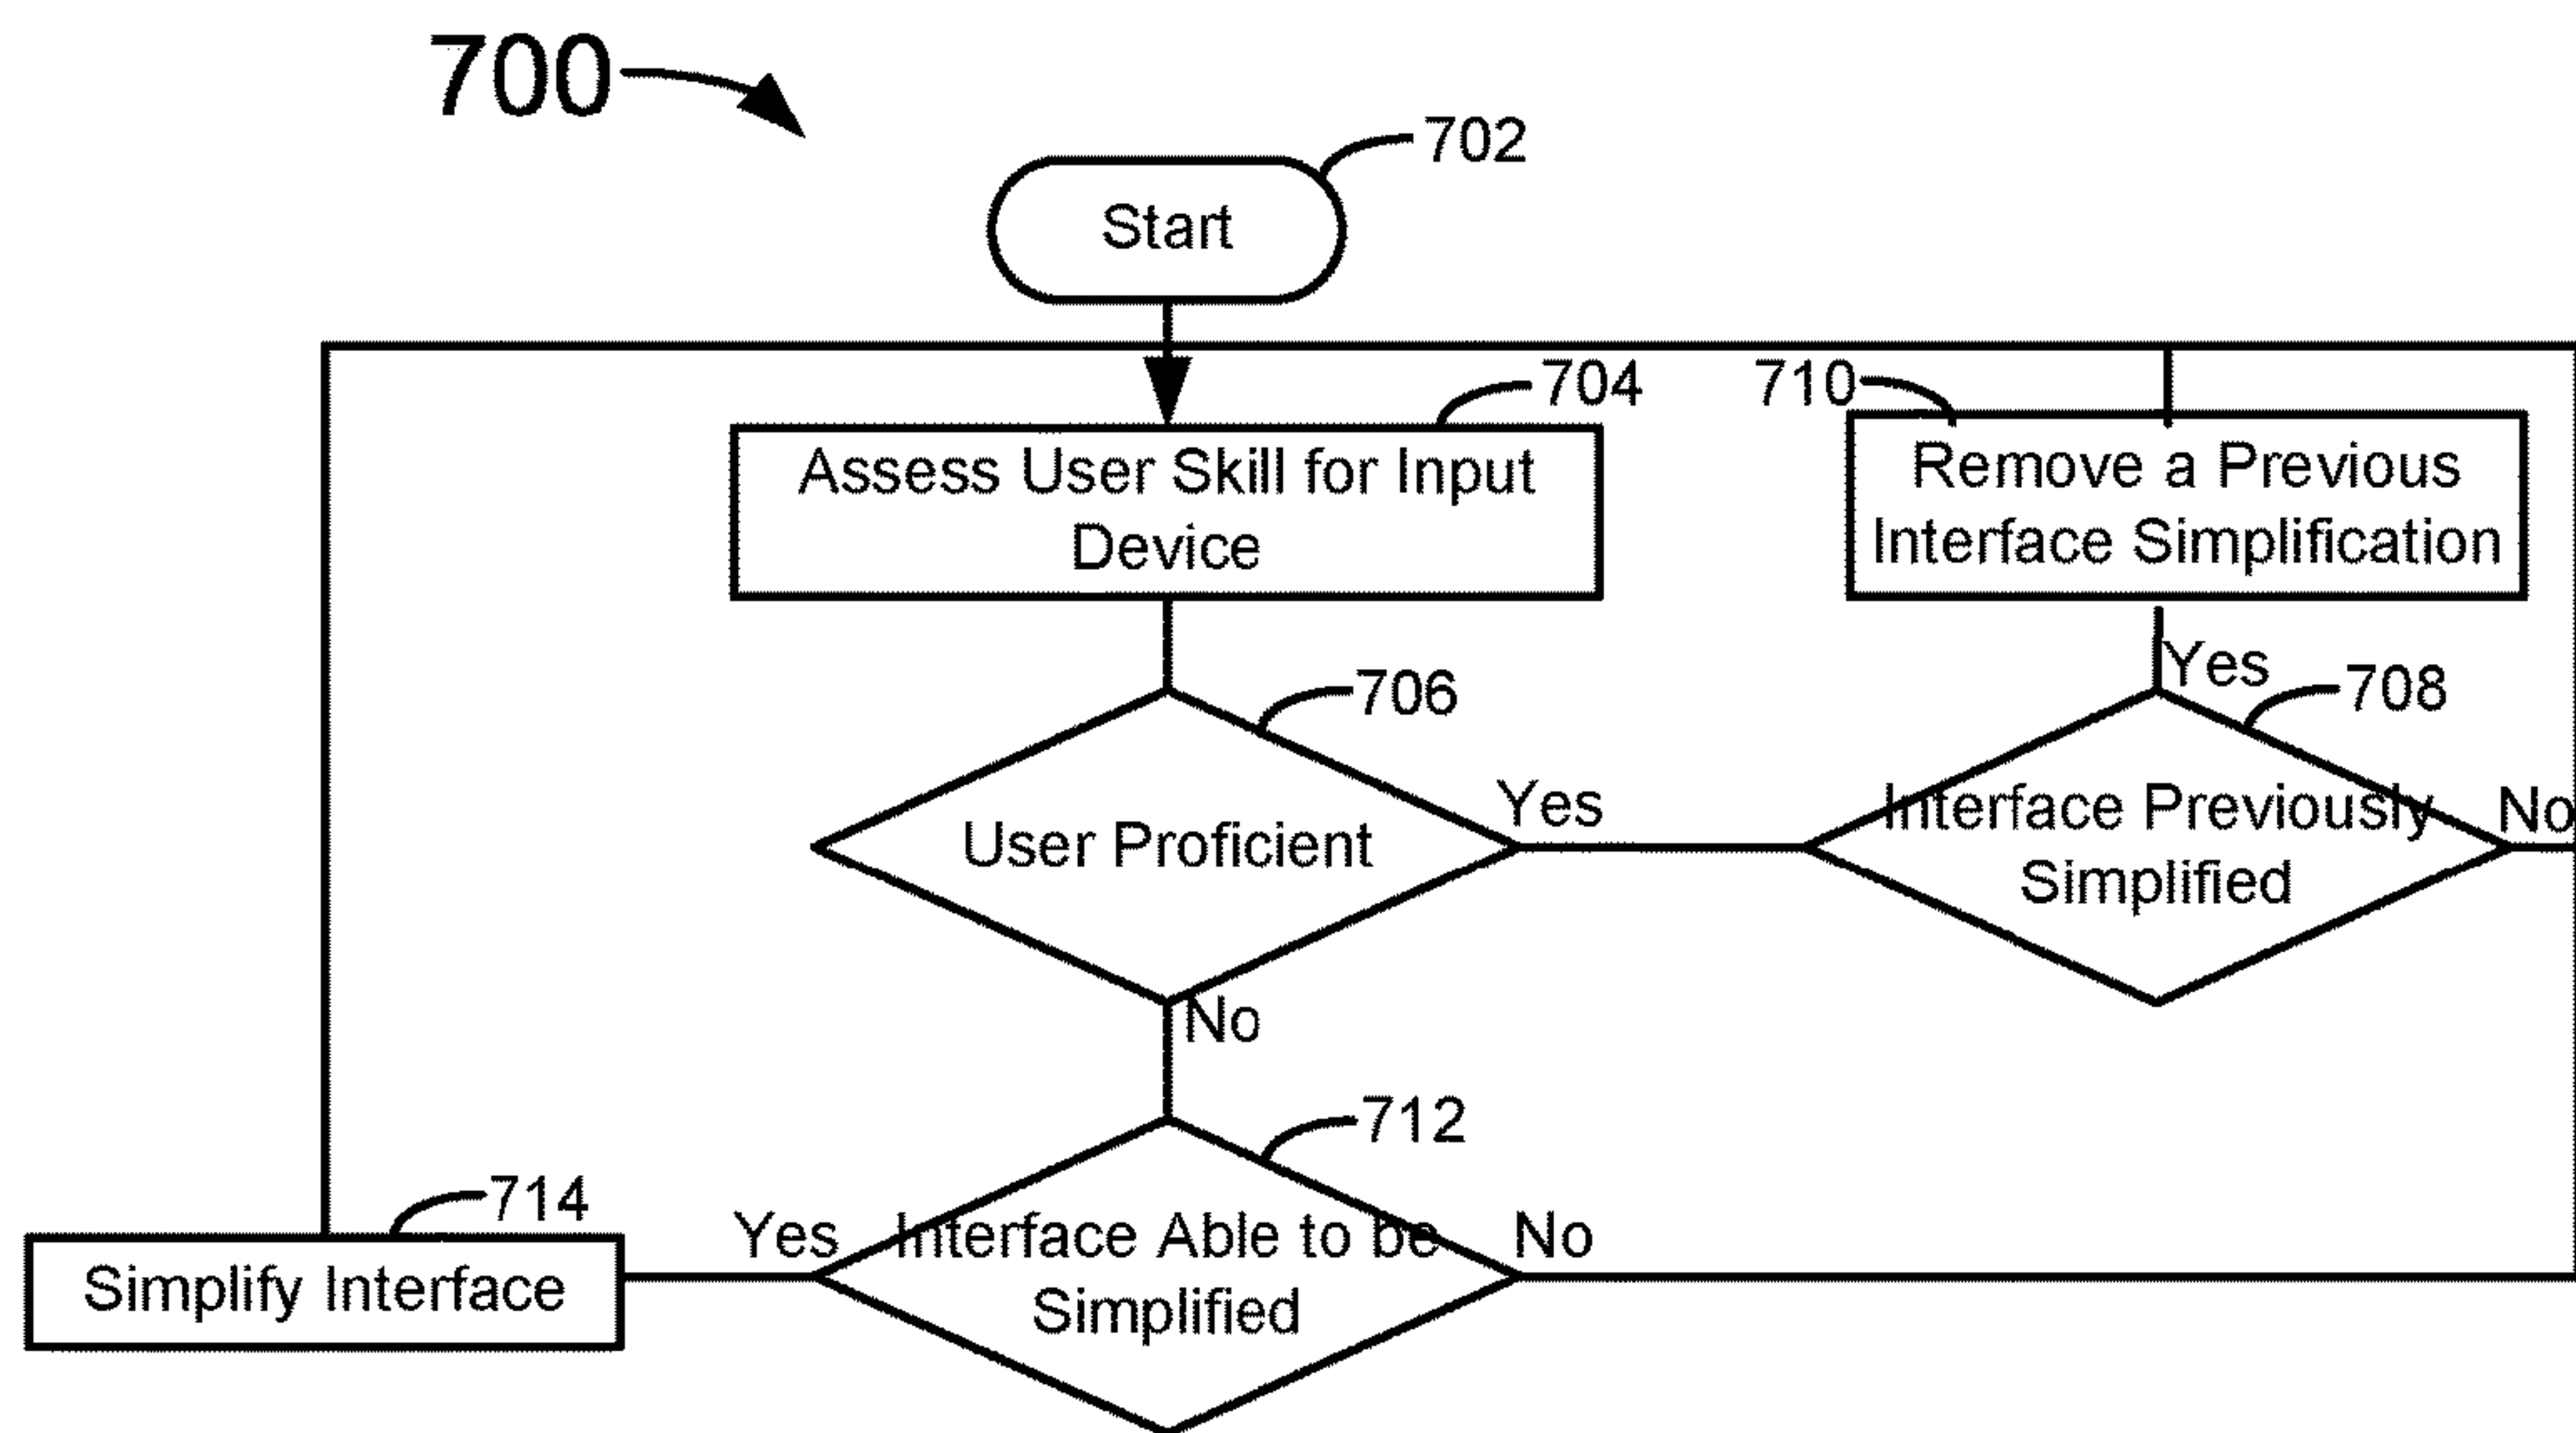 700
702
Start
704
710
Assess User Skill for Input
Device
Remove a Previous
Interface Simplification
Yes
706
708
Yes
Interface Previously
No
User Proficient
Simplified
No
712
714
Yes
Interface Able to be
No
Simplify Interface
Simplified